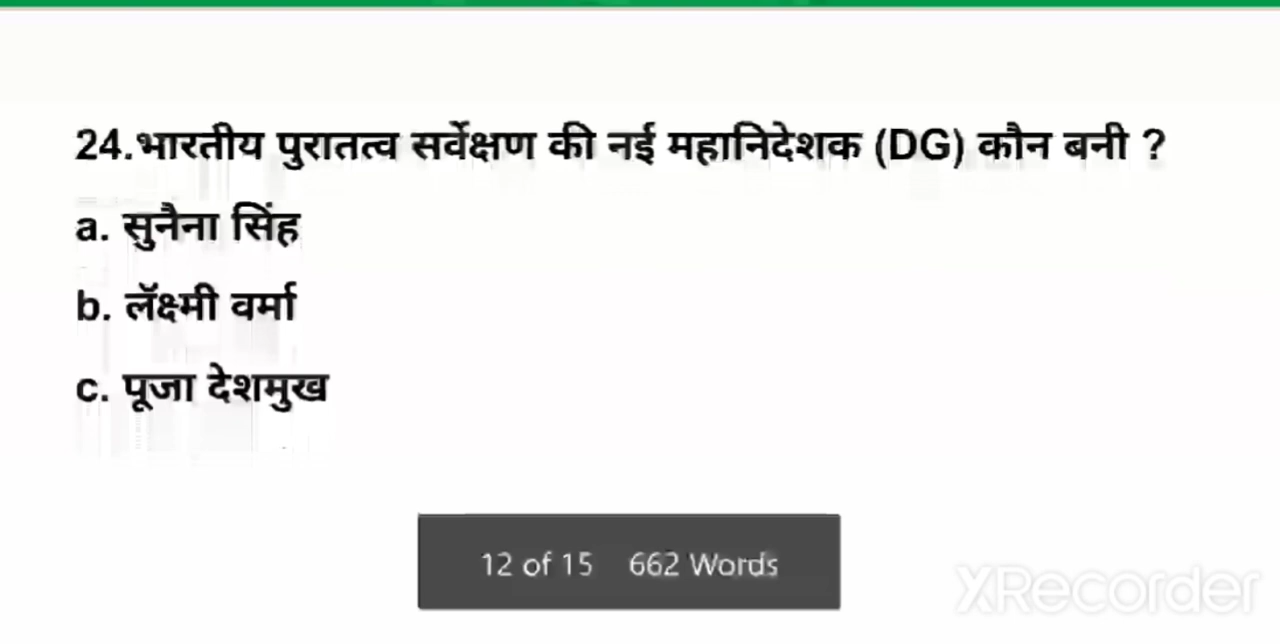 24.भारतीय पुरातत्व सर्वेक्षण की नई महानिदेशक (DG) कौन बनी ?
a. सुनैना सिंह
b. लॅक्ष्मी वर्मा
c. पूजा देशमुख
12 of 15 662 Words
XRecorder